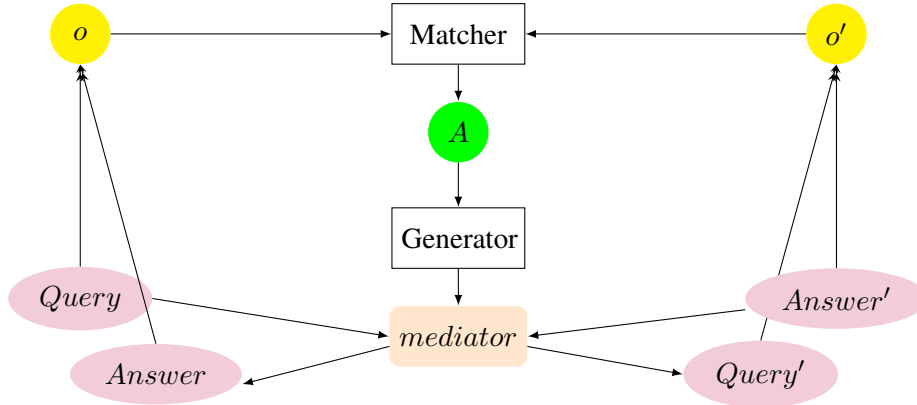 o
Matcher
o′
A
Generator
Query
Answer′
mediator
Answer
Query′